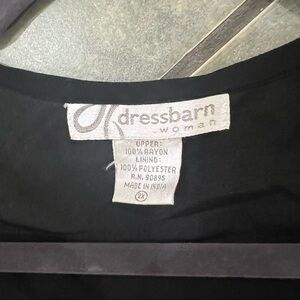 dressbarn
woman
UPPER:
100% RAYON
LINING:
100% POLYESTER
R.N. 90895
MADE IN INDIA
2X